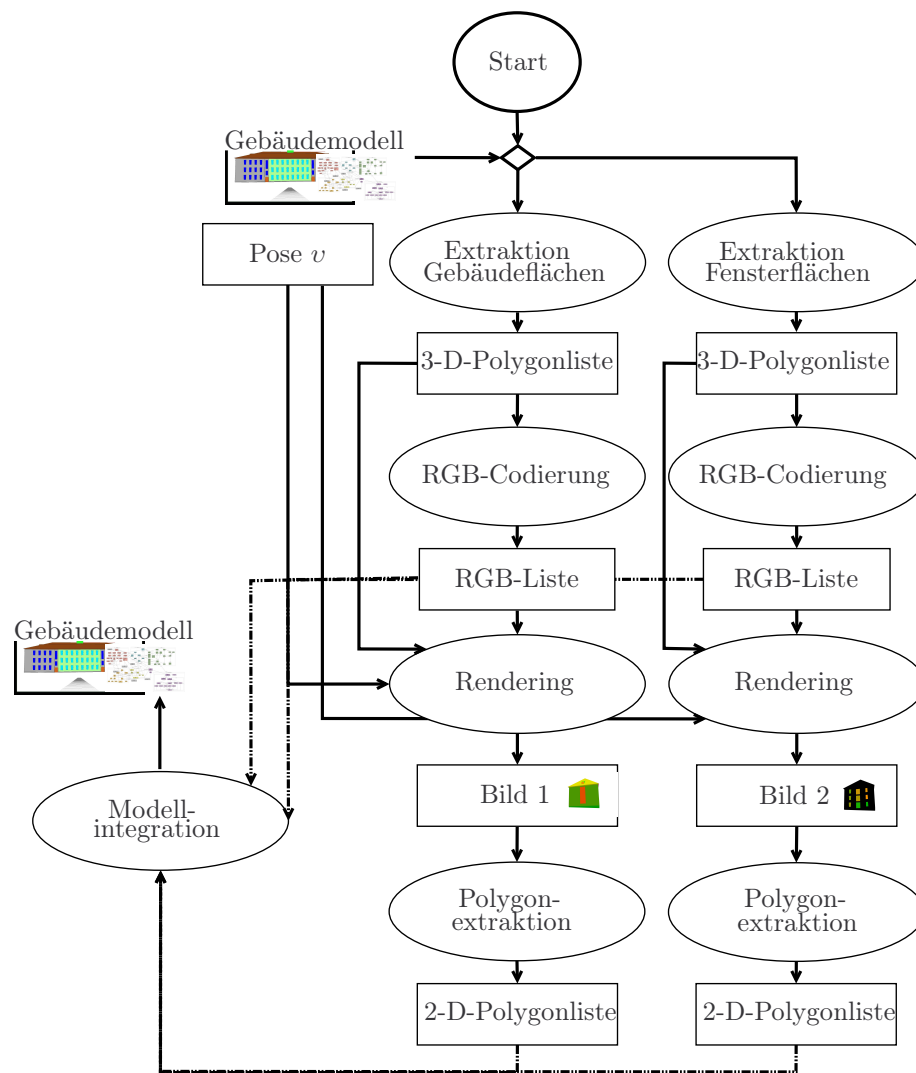 Start
Gebäudemodell
Pose v
Extraktion
Gebäudeflächen
Extraktion
Fensterflächen
3-D-Polygonliste
3-D-Polygonliste
RGB-Codierung
RGB-Codierung
RGB-Liste
RGB-Liste
Gebäudemodell
Rendering
Rendering
Bild 1
Bild 2
Modell-
integration
Polygon-
extraktion
Polygon-
extraktion
2-D-Polygonliste
2-D-Polygonliste